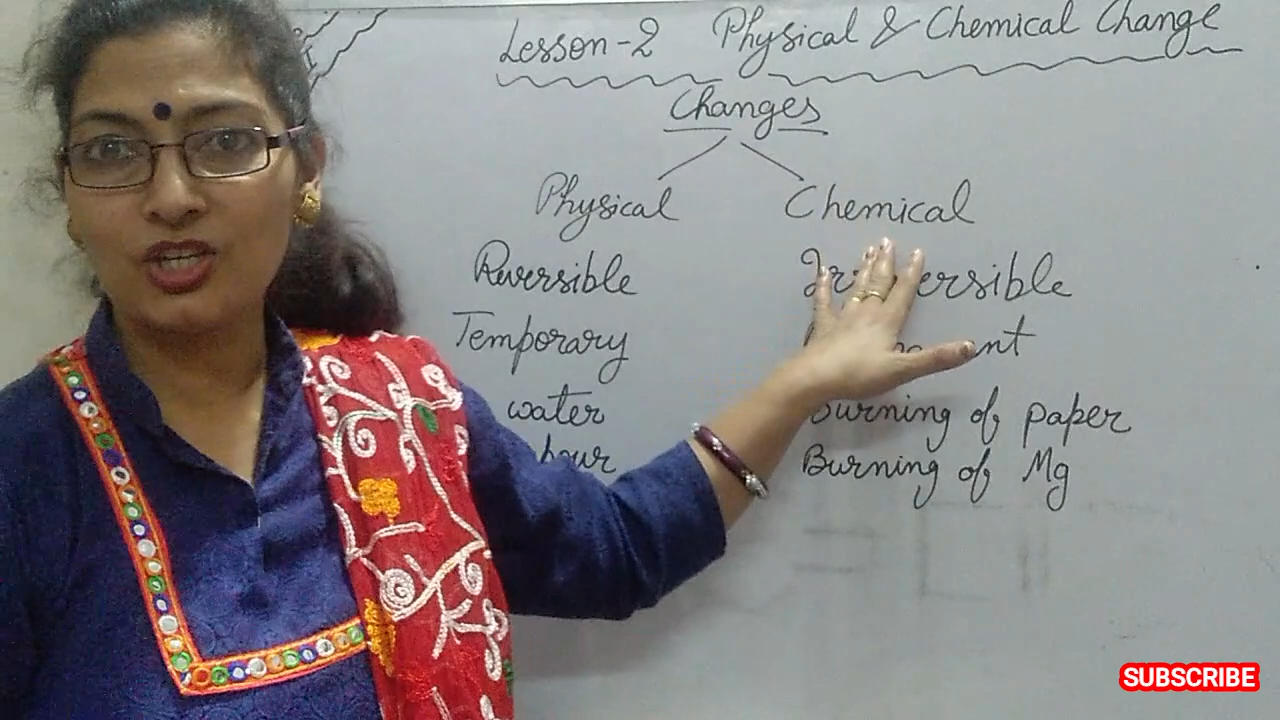 Lesson-2 Physical & Chemical Change
Changes
Physical Chemical
Reversible
Temporary
water Burning of paper
Burning of Mg
SUBSCRIBE